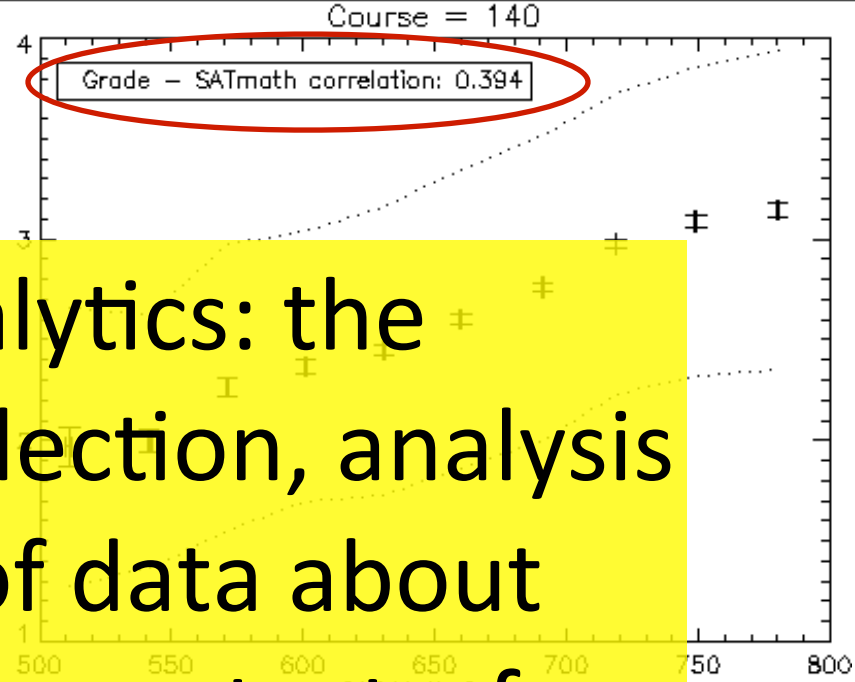 Course = 140
4
Grade – SATmath correlation: 0.394
3
lytics: the
lection, analysis
of data about
1
500 550 600 650 700 750 800